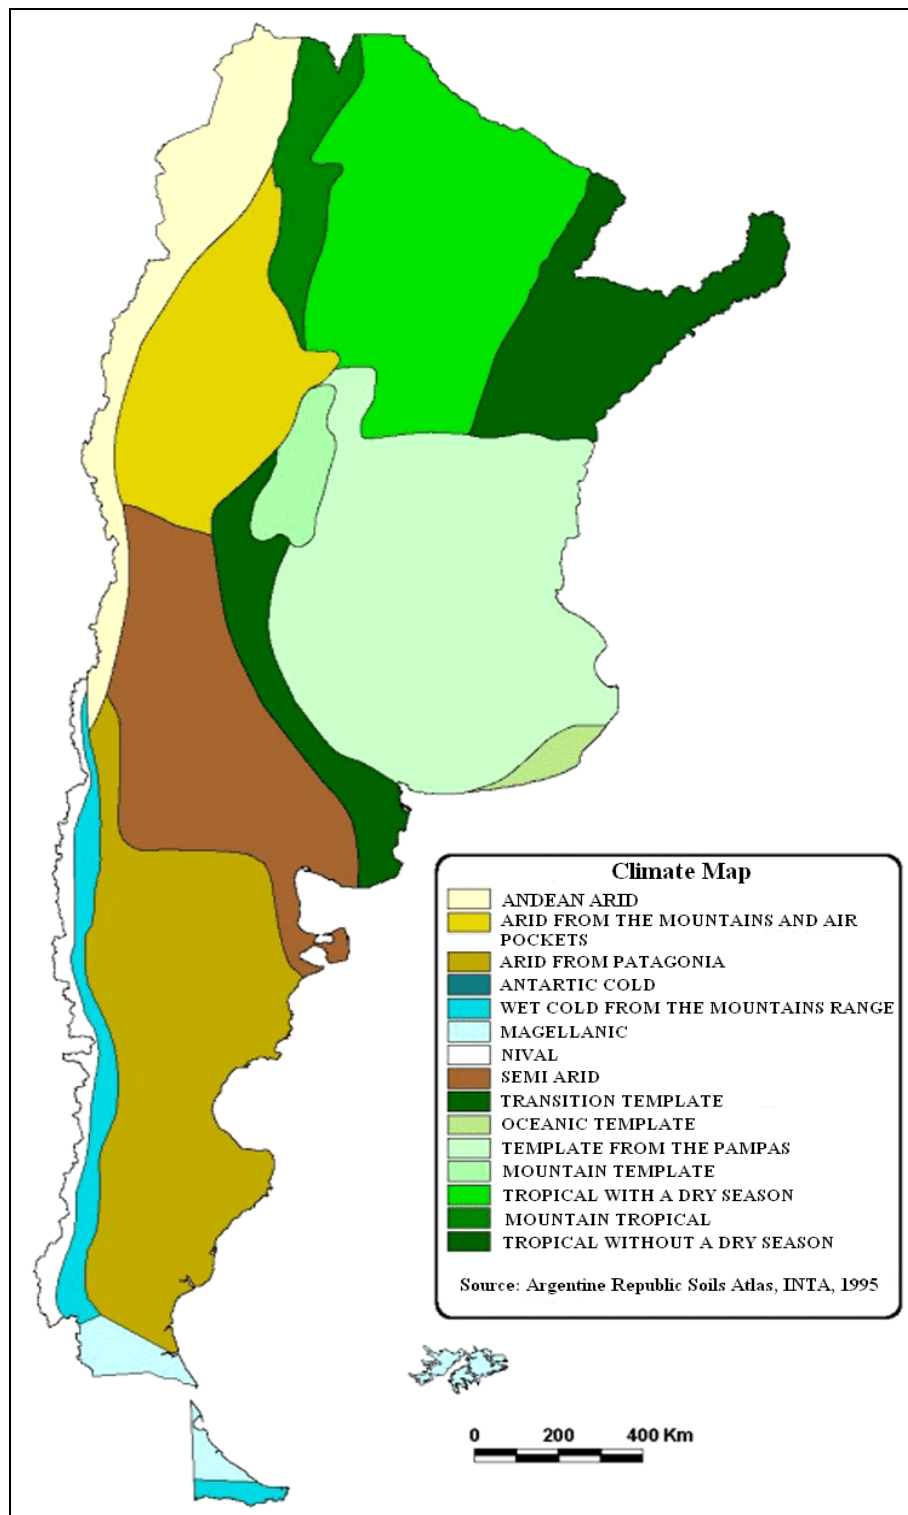 Climate Map
ANDEAN ARID
ARID FROM THE MOUNTAINS AND AIR
POCKETS
ARID FROM PATAGONIA
ANTARTIC COLD
WET COLD FROM THE MOUNTAINS RANGE
MAGELLANIC
NIVAL
SEMI ARID
TRANSITION TEMPLATE
OCEANIC TEMPLATE
TEMPLATE FROM THE PAMPAS
MOUNTAIN TEMPLATE
TROPICAL WITH A DRY SEASON
MOUNTAIN TROPICAL
TROPICAL WITHOUT A DRY SEASON
Source: Argentine Republic Soils Atlas, INTA, 1995
0 200 400 Km